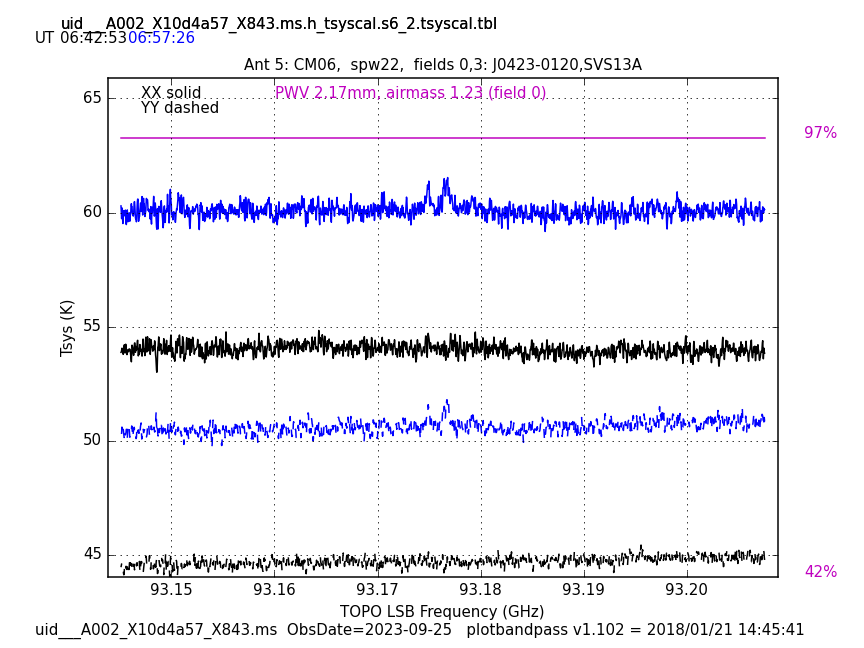 uid___A002_X10d4a57_X843.ms.h_tsyscal.s6_2.tsyscal.tbl
UT 06:42:53 06:57:26
Ant 5: CM06,  spw22,  fields 0,3: J0423-0120,SVS13A
XX solid
PWV 2.17mm, airmass 1.23 (field 0)
YY dashed
65
97%
60
55
Tsys (K)
50
45
42%
93.15 93.16 93.17 93.18 93.19 93.20
TOPO LSB Frequency (GHz)
uid___A002_X10d4a57_X843.ms  ObsDate=2023-09-25   plotbandpass v1.102 = 2018/01/21 14:45:41